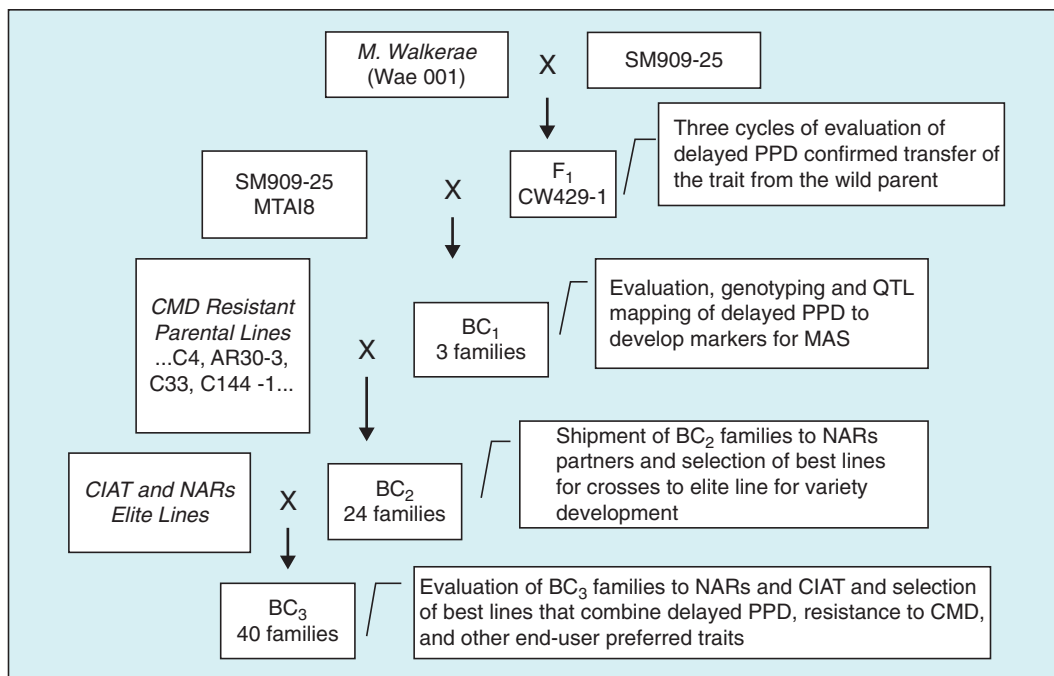 M. Walkerae
(Wae 001)
X
SM909-25
Three cycles of evaluation of
delayed PPD confirmed transfer of
the trait from the wild parent
F₁
CW429-1
SM909-25
MTAI8
X
CMD Resistant
Parental Lines
...C4, AR30-3,
C33, C144 -1...
X
BC₁
3 families
Evaluation, genotyping and QTL
mapping of delayed PPD to
develop markers for MAS
Shipment of BC₂ families to NARs
partners and selection of best lines
for crosses to elite line for variety
development
CIAT and NARs
Elite Lines
X
BC₂
24 families
BC₃
40 families
Evaluation of BC₃ families to NARs and CIAT and selection
of best lines that combine delayed PPD, resistance to CMD,
and other end-user preferred traits